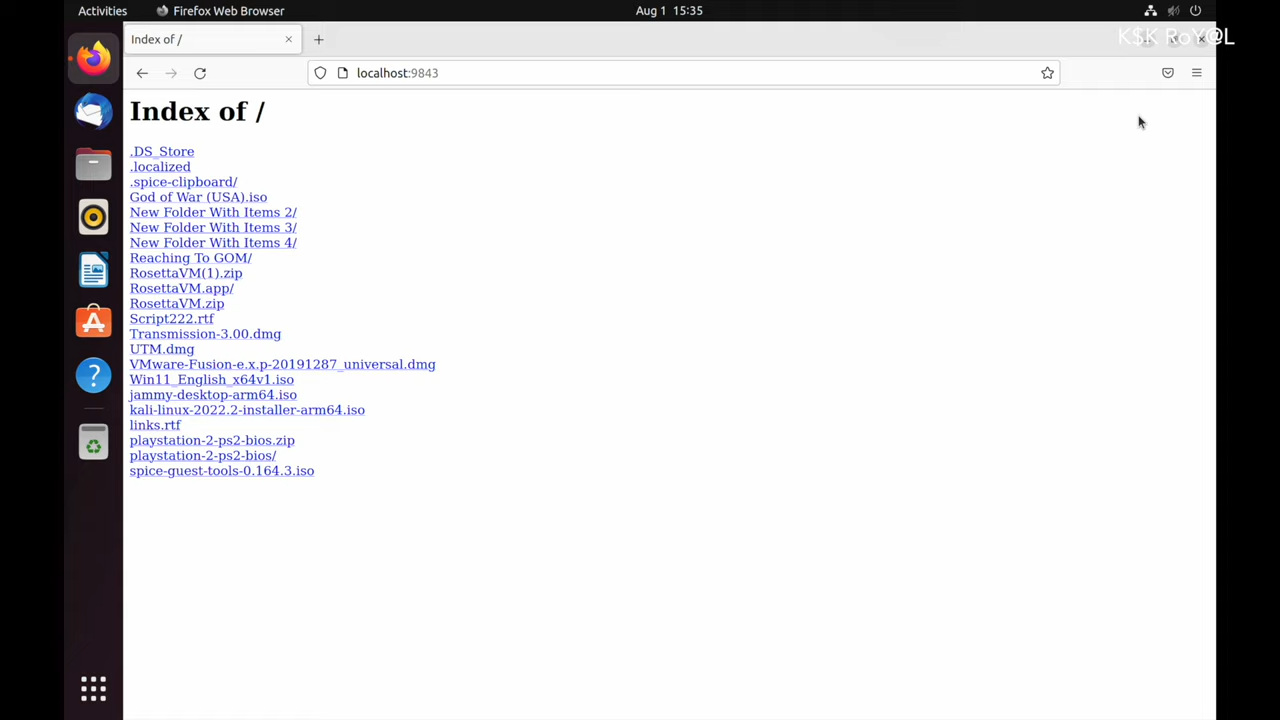 Activities
Firefox Web Browser
Aug 1 15:35
Index of /
K$K RoY@L
localhost:9843
Index of /
.DS_Store
.localized
.spice-clipboard/
God of War (USA).iso
New Folder With Items 2/
New Folder With Items 3/
New Folder With Items 4/
Reaching To GOM/
RosettaVM(1).zip
RosettaVM.app/
RosettaVM.zip
Script222.rtf
Transmission-3.00.dmg
UTM.dmg
VMware-Fusion-e.x.p-20191287_universal.dmg
Win11_English_x64v1.iso
jammy-desktop-arm64.iso
kali-linux-2022.2-installer-arm64.iso
links.rtf
playstation-2-ps2-bios.zip
playstation-2-ps2-bios/
spice-guest-tools-0.164.3.iso